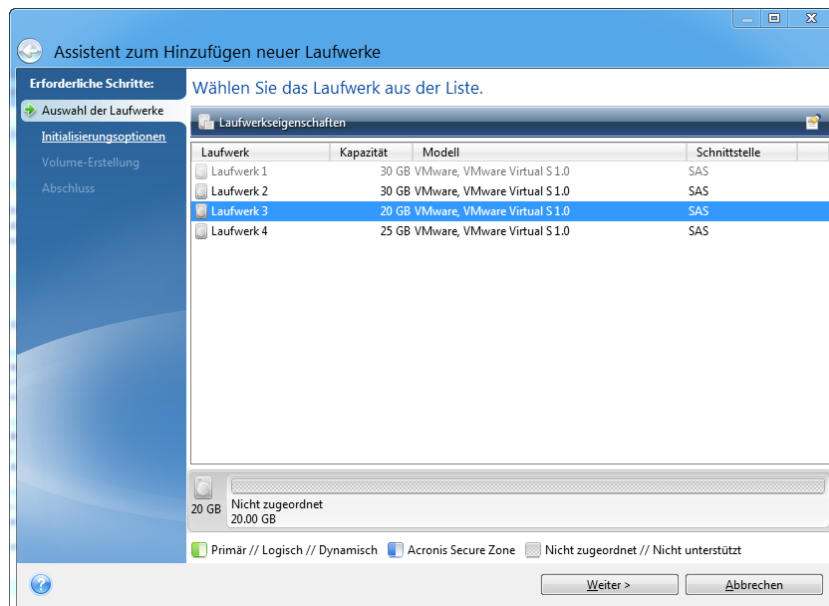 Assistent zum Hinzufügen neuer Laufwerke
Erforderliche Schritte:
Auswahl der Laufwerke
Initialisierungsoptionen
Volume-Erstellung
Abschluss
Wählen Sie das Laufwerk aus der Liste.
Laufwerkseigenschaften
Laufwerk Kapazität Modell Schnittstelle
Laufwerk 1 30 GB VMware, VMware Virtual S 1.0 SAS
Laufwerk 2 30 GB VMware, VMware Virtual S 1.0 SAS
Laufwerk 3 20 GB VMware, VMware Virtual S 1.0 SAS
Laufwerk 4 25 GB VMware, VMware Virtual S 1.0 SAS
20 GB
Nicht zugeordnet
20.00 GB
Primär // Logisch // Dynamisch Acronis Secure Zone Nicht zugeordnet // Nicht unterstützt
Weiter > Abbrechen